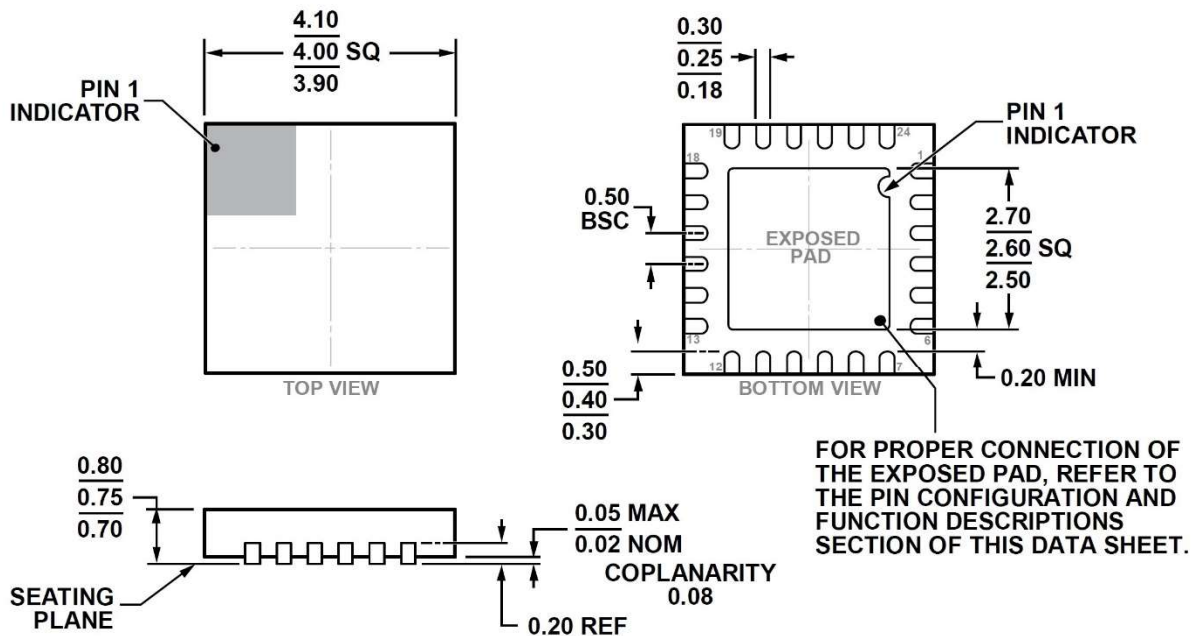 4.10
4.00 SQ
3.90
PIN 1
INDICATOR
TOP VIEW
0.30
0.25
0.18
PIN 1
INDICATOR
19
24
18
1
0.50
BSC
EXPOSED
PAD
2.70
2.60 SQ
2.50
13
6
12
7
BOTTOM VIEW
0.20 MIN
0.50
0.40
0.30
FOR PROPER CONNECTION OF
THE EXPOSED PAD, REFER TO
THE PIN CONFIGURATION AND
FUNCTION DESCRIPTIONS
SECTION OF THIS DATA SHEET.
0.80
0.75
0.70
0.05 MAX
0.02 NOM
COPLANARITY
0.08
SEATING
PLANE
0.20 REF